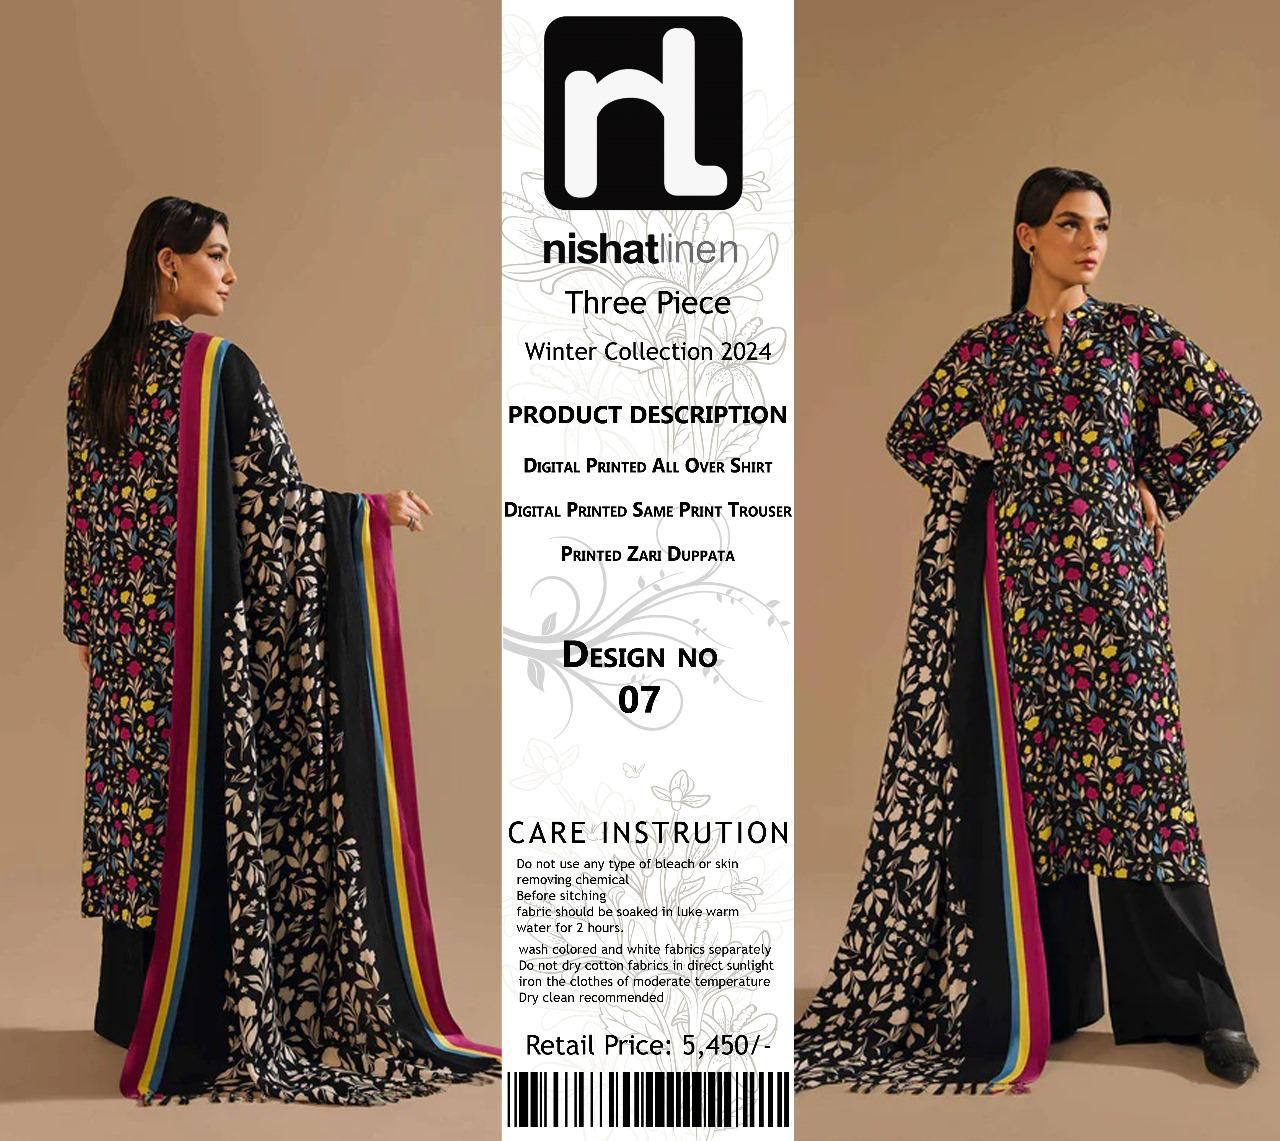 nl
nishatlinen
Three Piece
Winter Collection 2024
PRODUCT DESCRIPTION
DIGITAL PRINTED ALL OVER SHIRT
DIGITAL PRINTED SAME PRINT TROUSER
PRINTED ZARI DUPPATA
DESIGN NO
07
CARE INSTRUTION
Do not use any type of bleach or skin
removing chemical
Before sitching
fabric should be soaked in luke warm
water for 2 hours.
wash colored and white fabrics separately
Do not dry cotton fabrics in direct sunlight
iron the clothes of moderate temperature
Dry clean recommended
Retail Price: 5,450/-